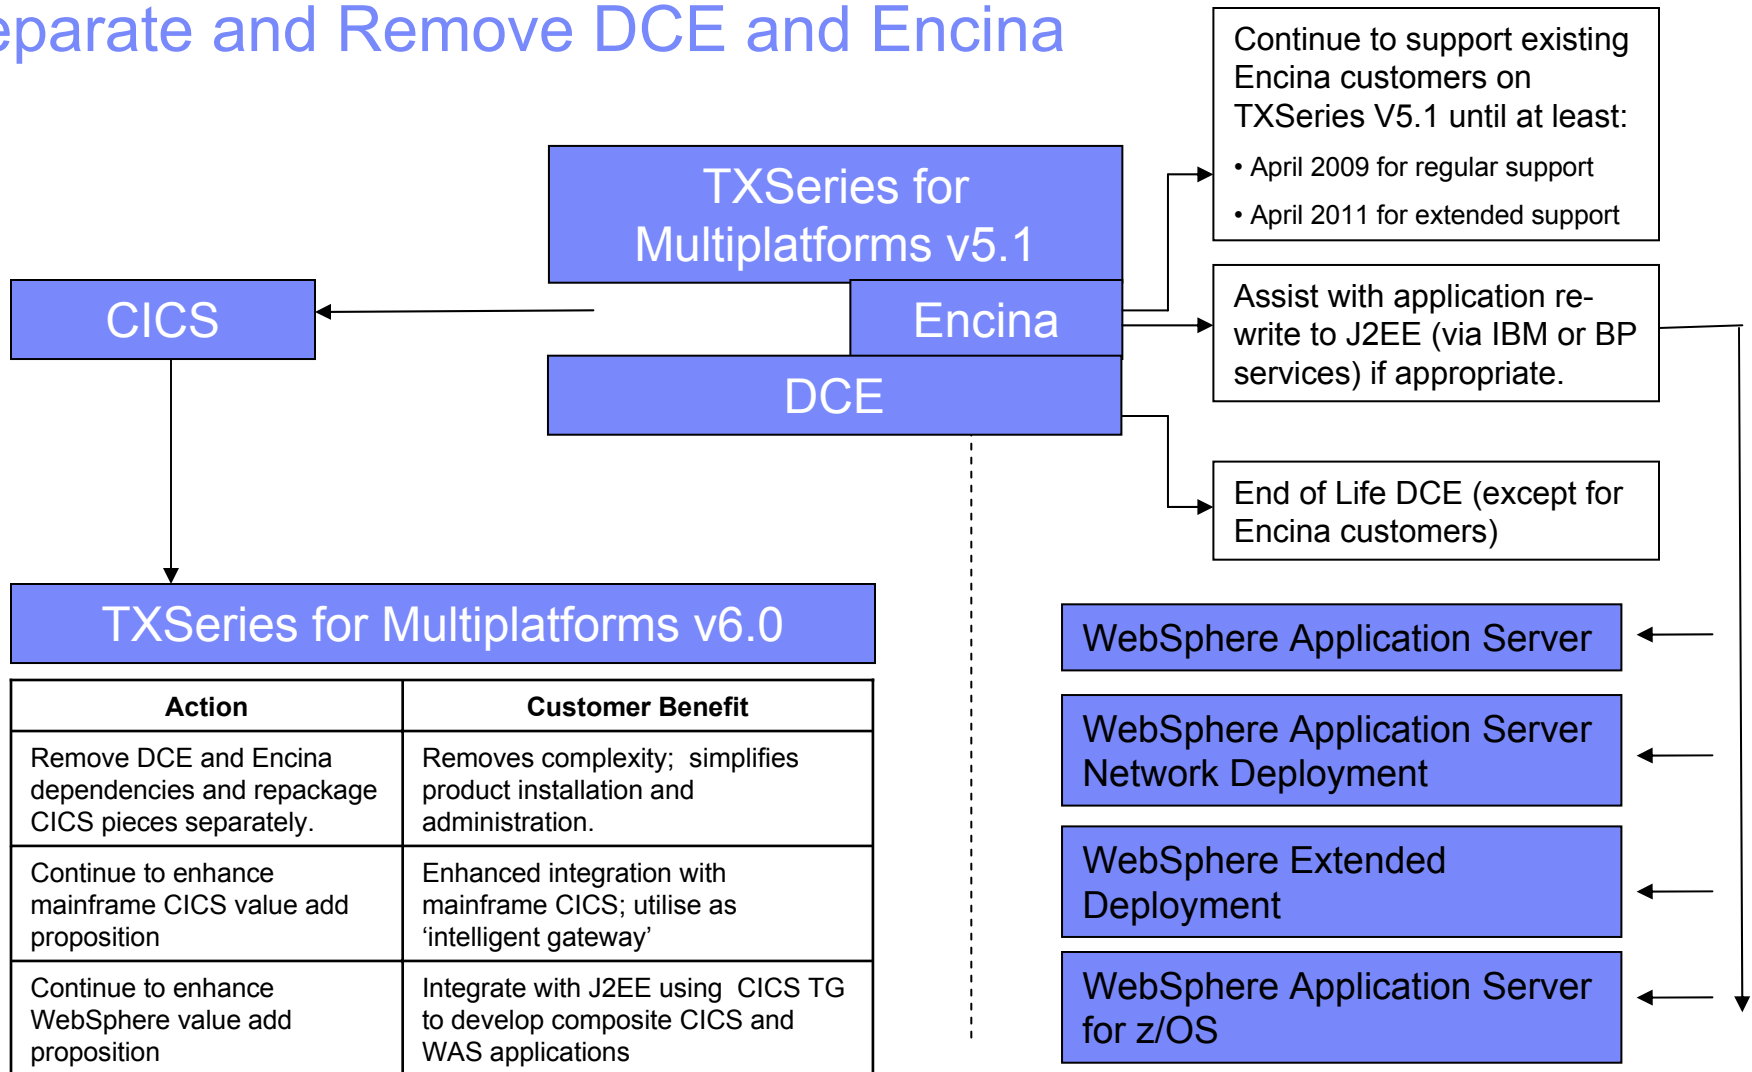 eparate and Remove DCE and Encina
Continue to support existing
Encina customers on
TXSeries V5.1 until at least:
• April 2009 for regular support
• April 2011 for extended support
TXSeries for
Multiplatforms v5.1
CICS
Encina
Assist with application re-
write to J2EE (via IBM or BP
services) if appropriate.
DCE
End of Life DCE (except for
Encina customers)
TXSeries for Multiplatforms v6.0
Action
Customer Benefit
Remove DCE and Encina
dependencies and repackage
CICS pieces separately.
Removes complexity; simplifies
product installation and
administration.
Continue to enhance
mainframe CICS value add
proposition
Enhanced integration with
mainframe CICS; utilise as
‘intelligent gateway’
Continue to enhance
WebSphere value add
proposition
Integrate with J2EE using CICS TG
to develop composite CICS and
WAS applications
WebSphere Application Server
WebSphere Application Server
Network Deployment
WebSphere Extended
Deployment
WebSphere Application Server
for z/OS